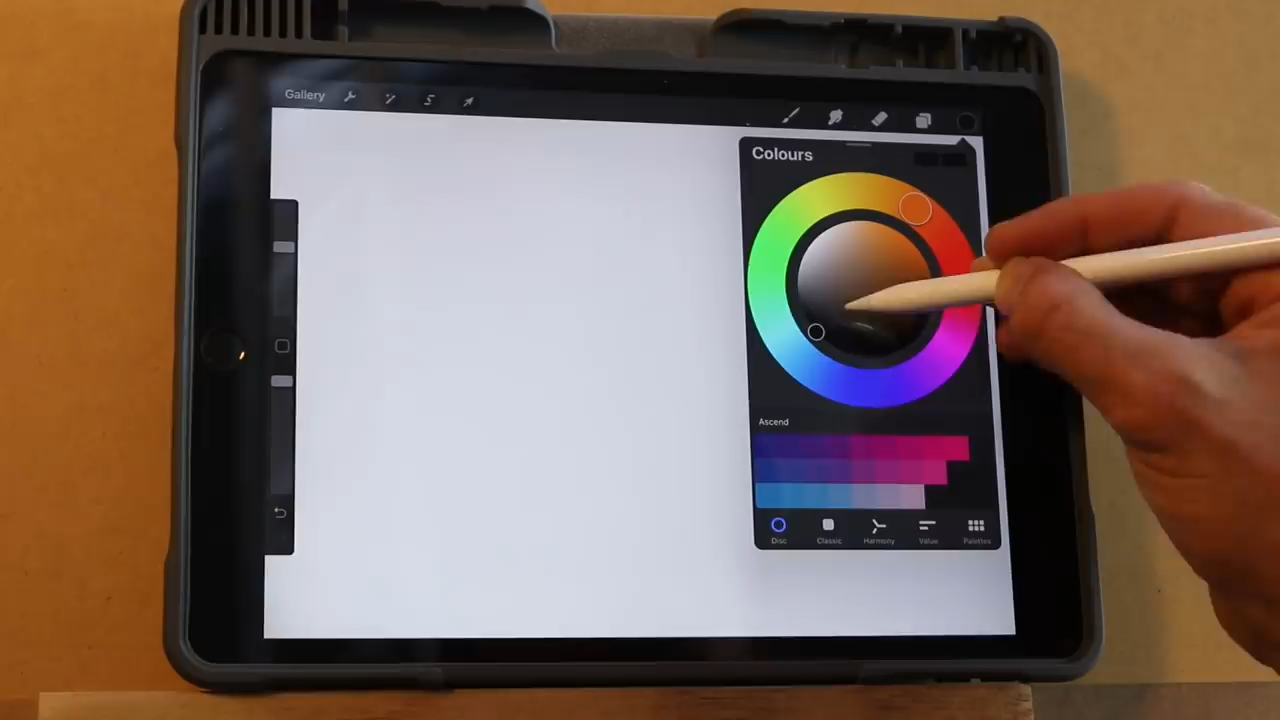 Gallery
Colours
Ascend
Disc
Classic
Harmony
Value
Palettes